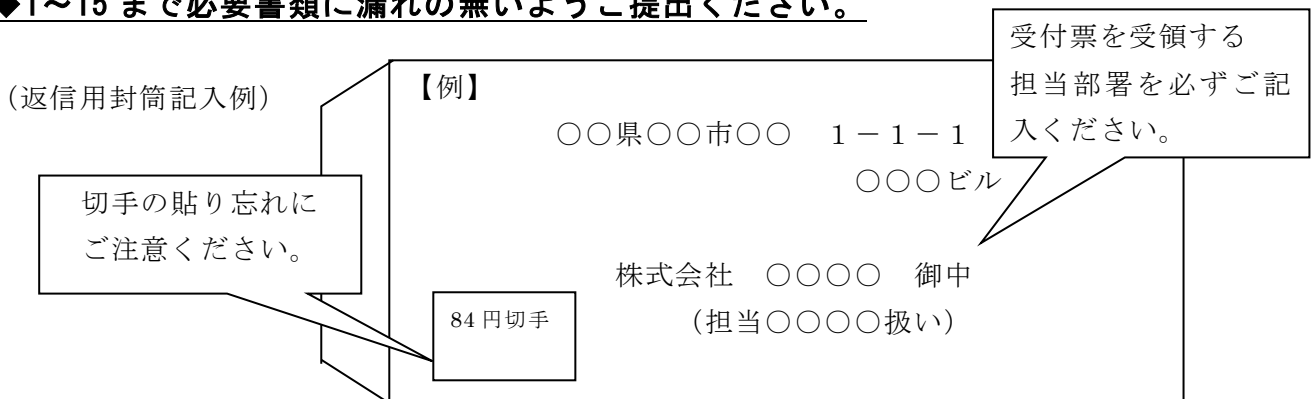 ◆1～15 まで必要書類に漏れの無いようご提出ください。
（返信用封筒記入例）
【例】
○○県○○市○○　１－１－１
○○○ビル
株式会社　○○○○　御中
（担当○○○○扱い）
84 円切手
切手の貼り忘れに
ご注意ください。
受付票を受領する
担当部署を必ずご記
入ください。